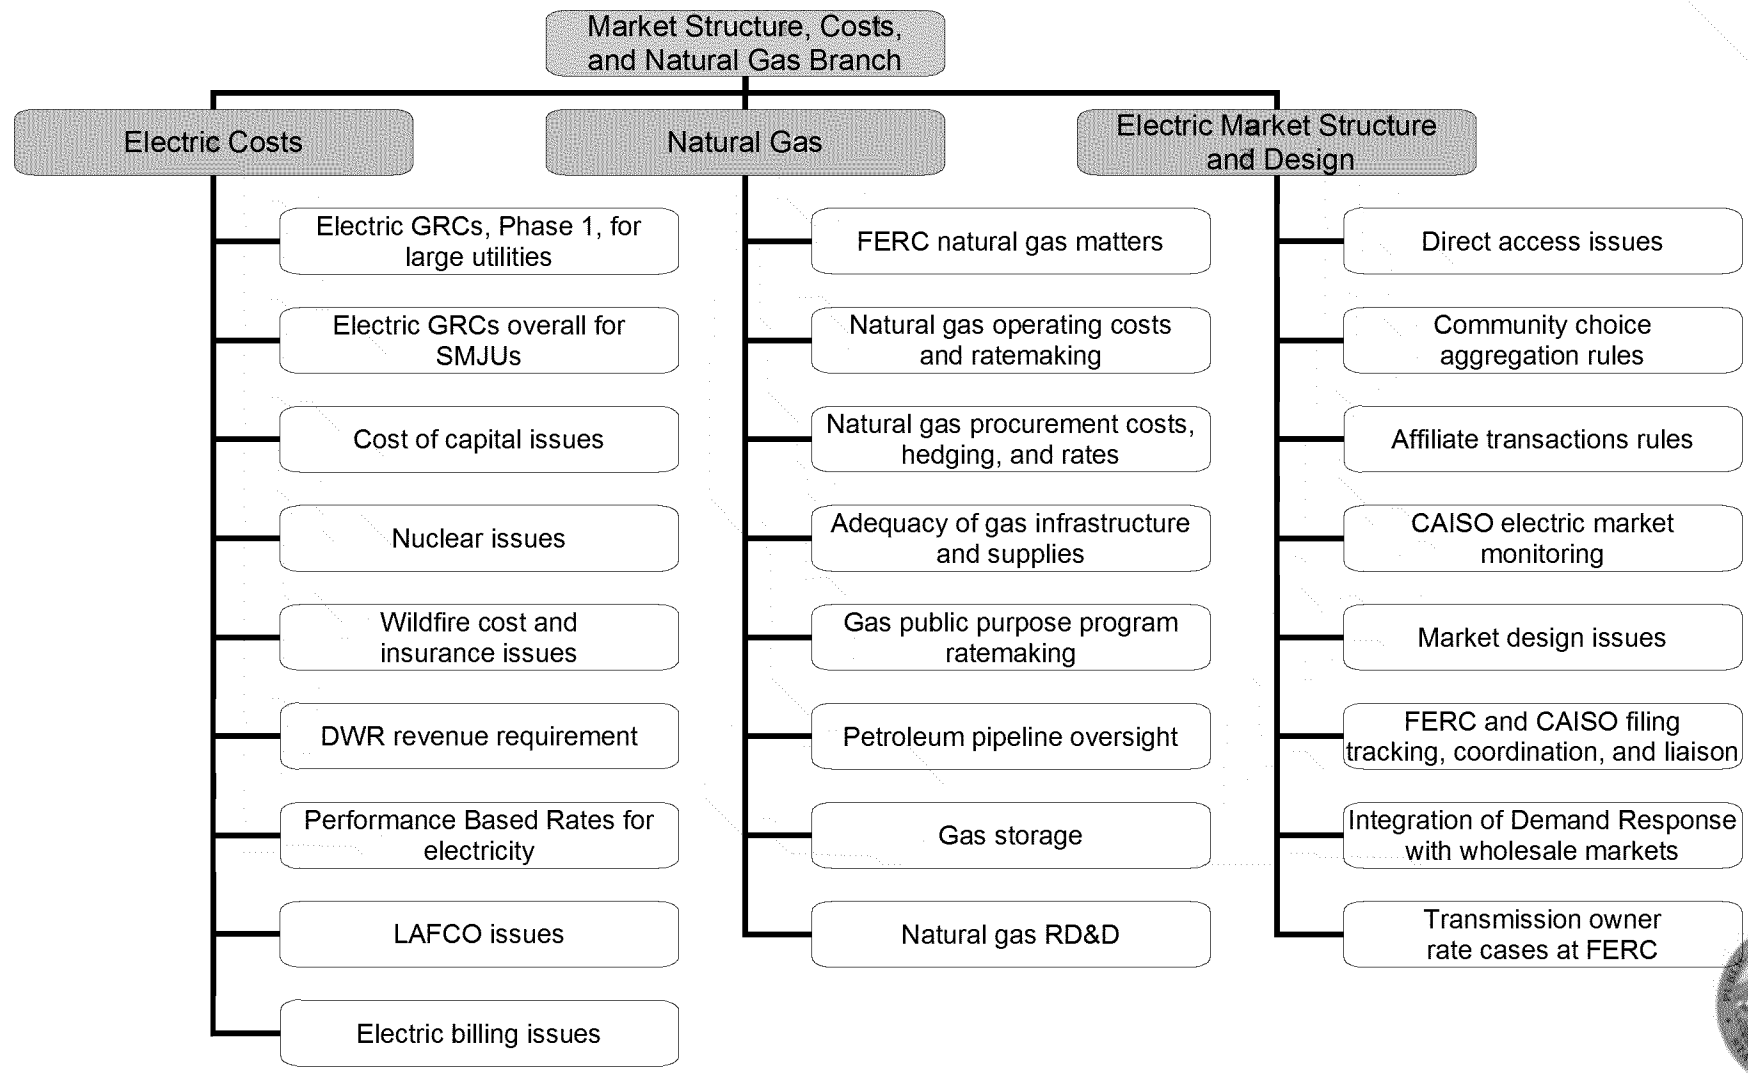 Market Structure, Costs,
and Natural Gas Branch
Electric Costs
Electric GRCs, Phase 1, for
large utilities
Electric GRCs overall for
SMJUs
Cost of capital issues
Nuclear issues
Wildfire cost and
insurance issues
DWR revenue requirement
Performance Based Rates for
electricity
LAFCO issues
Electric billing issues
Natural Gas
FERC natural gas matters
Natural gas operating costs
and ratemaking
Natural gas procurement costs,
hedging, and rates
Adequacy of gas infrastructure
and supplies
Gas public purpose program
ratemaking
Petroleum pipeline oversight
Gas storage
Natural gas RD&D
Electric Market Structure
and Design
Direct access issues
Community choice
aggregation rules
Affiliate transactions rules
CAISO electric market
monitoring
Market design issues
FERC and CAISO filing
tracking, coordination, and liaison
Integration of Demand Response
with wholesale markets
Transmission owner
rate cases at FERC